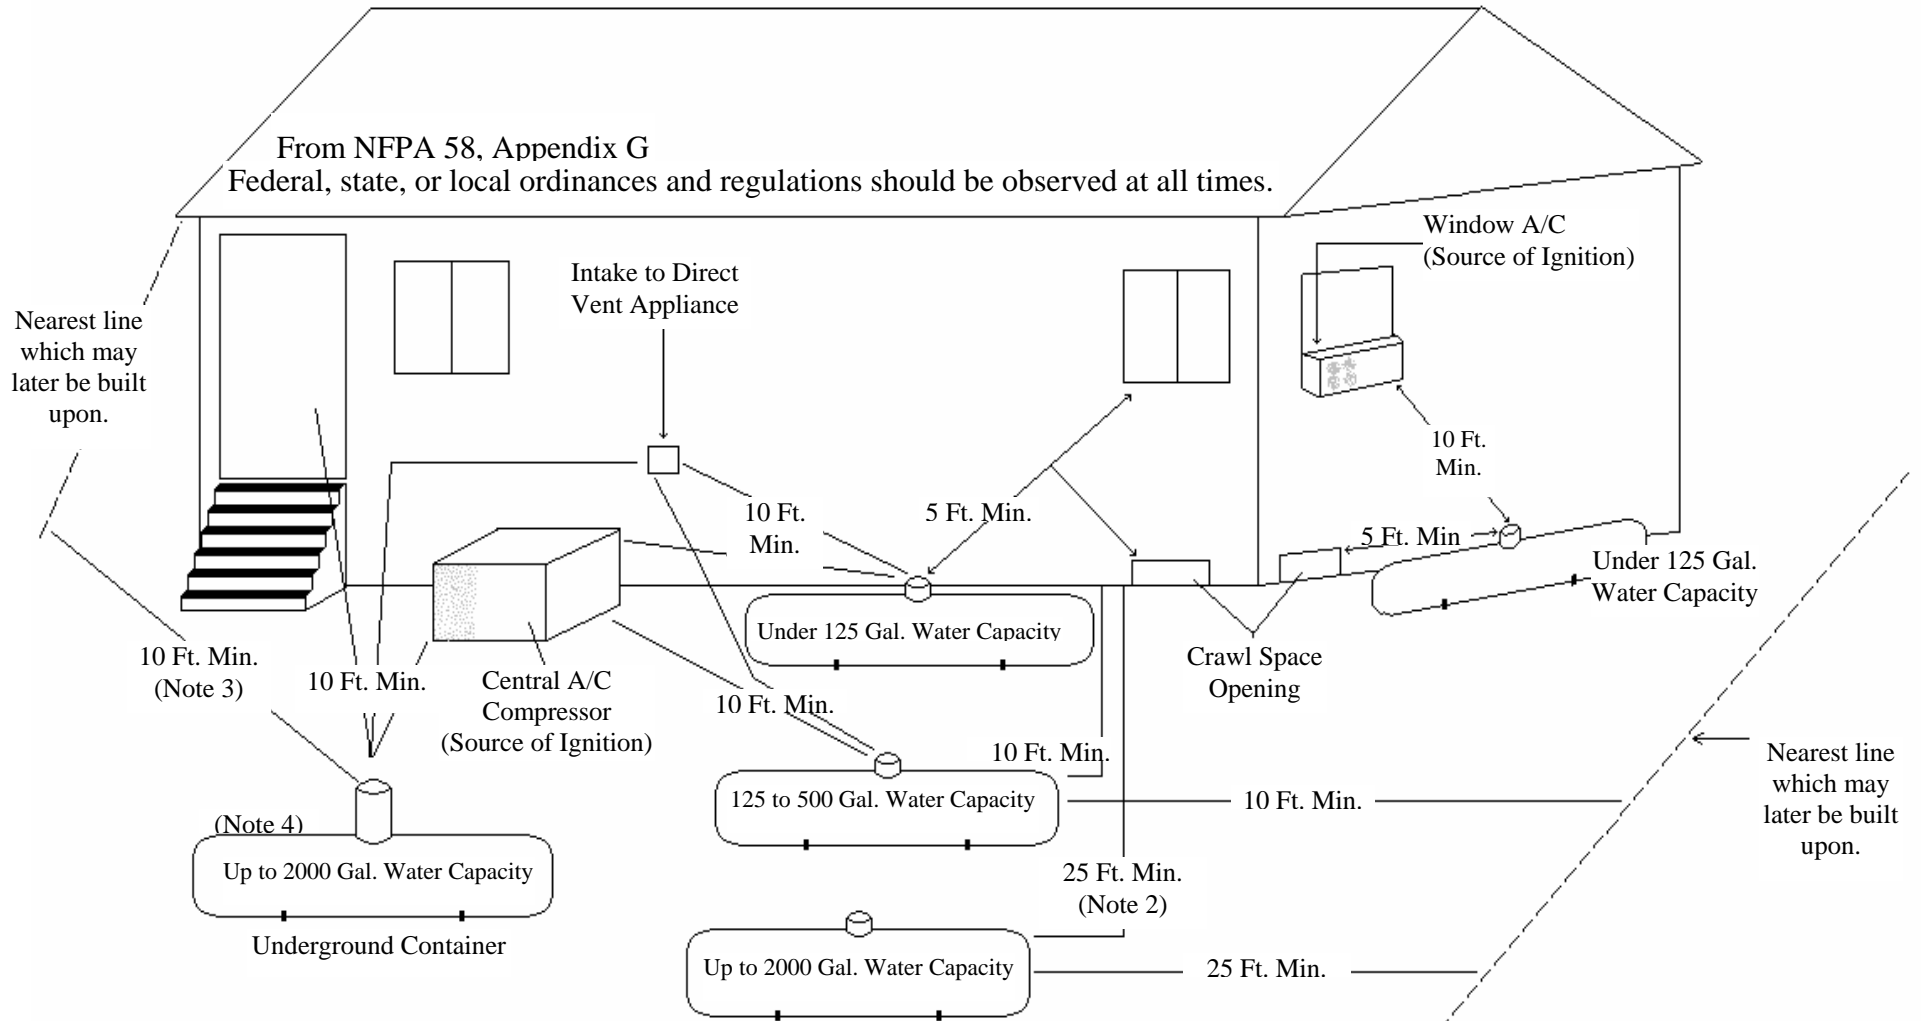 From NFPA 58, Appendix G
Federal, state, or local ordinances and regulations should be observed at all times.
Window A/C
(Source of Ignition)
Intake to Direct
Vent Appliance
Nearest line
which may
later be built
upon.
10 Ft.
Min.
10 Ft.
Min.
5 Ft. Min.
5 Ft. Min
Under 125 Gal.
Water Capacity
Under 125 Gal. Water Capacity
10 Ft. Min.
(Note 3)
10 Ft. Min.
Central A/C
Compressor
(Source of Ignition)
Crawl Space
Opening
10 Ft. Min.
10 Ft. Min.
Nearest line
which may
later be built
upon.
125 to 500 Gal. Water Capacity
10 Ft. Min.
(Note 4)
Up to 2000 Gal. Water Capacity
Underground Container
25 Ft. Min.
(Note 2)
Up to 2000 Gal. Water Capacity
25 Ft. Min.